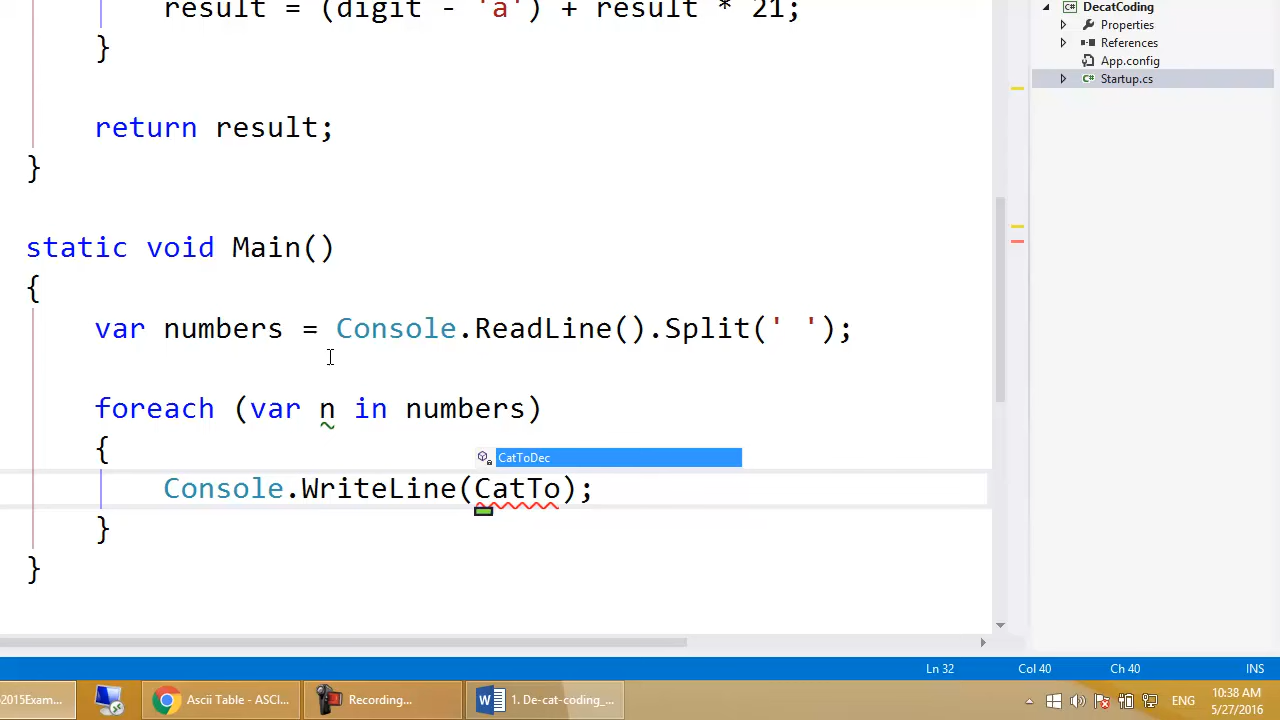 result = (digit - 'a') + result * 21;
}
return result;
}
static void Main()
{
var numbers = Console.ReadLine().Split(' ');
foreach (var n in numbers)
{
CatToDec
Console.WriteLine(CatTo);
}
}
C# DecatCoding
Properties
References
App.config
C# Startup.cs
Ln 32 Col 40 Ch 40 INS
2015Exam... Ascii Table - ASCI... Recording... 1. De-cat-coding_... ENG 10:38 AM
5/27/2016